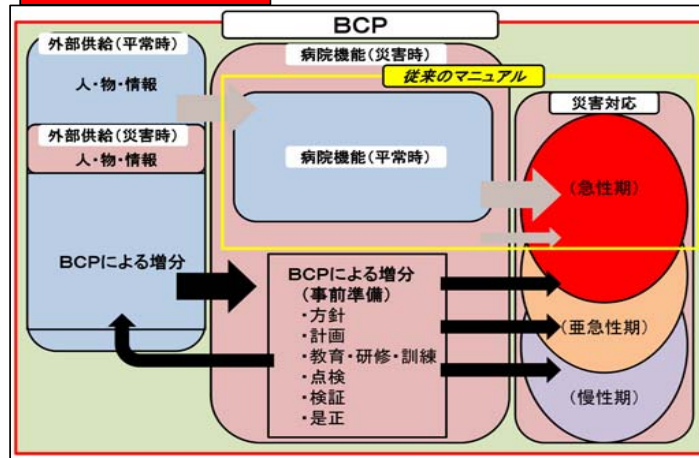 BCP
外部供給(平常時)
人・物・情報
外部供給(災害時)
人・物・情報
BCPによる増分
病院機能(災害時)
従来のマニュアル
病院機能(平常時)
BCPによる増分
(事前準備)
・方針
・計画
・教育・研修・訓練
・点検
・検証
・是正
災害対応
(急性期)
(亜急性期)
(慢性期)